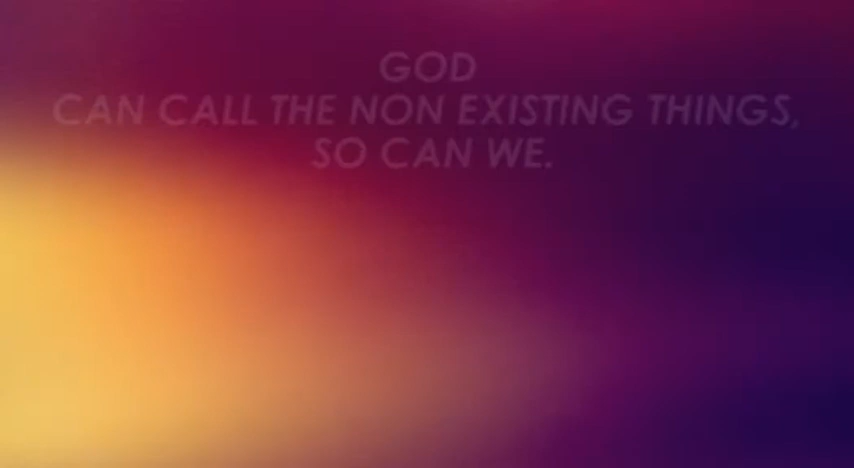 GOD
CAN CALL THE NON EXISTING THINGS,
SO CAN WE.